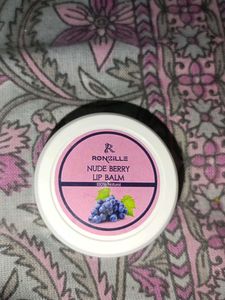 RONZILLE
NUDE BERRY
LIP BALM
100% Natural